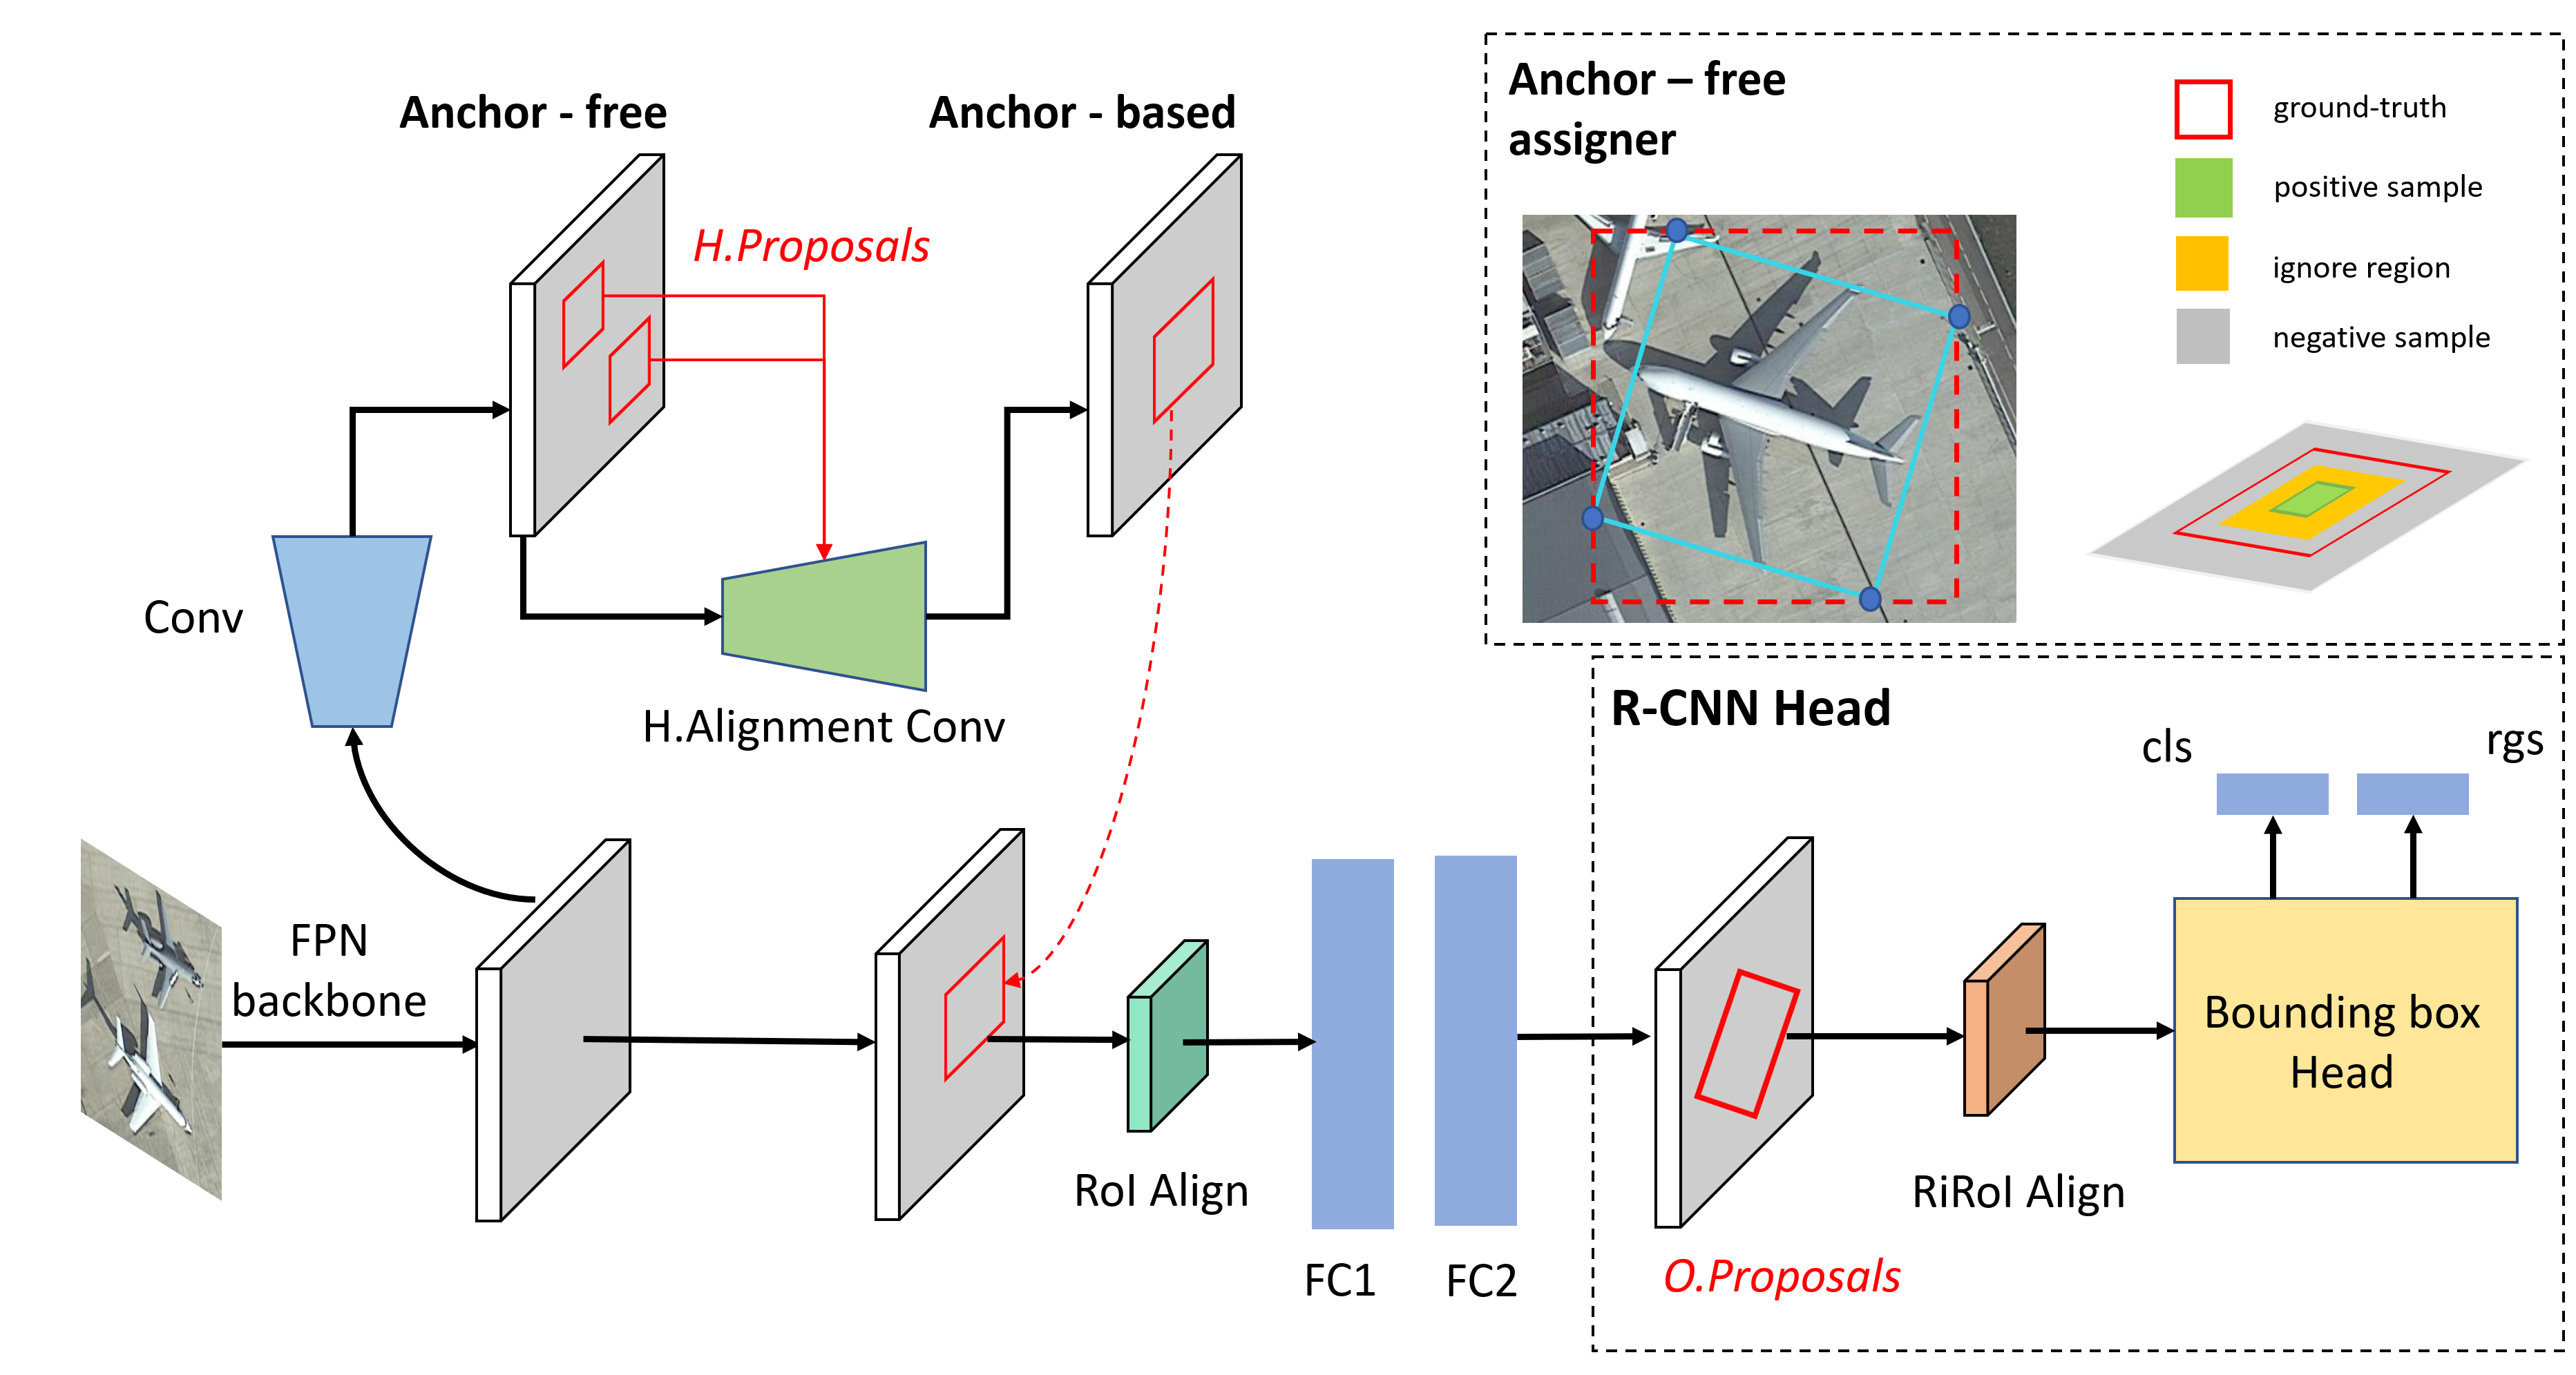 Anchor - free
Anchor - based
H.Proposals
Conv
H.Alignment Conv
Anchor – free
assigner
ground-truth
positive sample
ignore region
negative sample
FPN
backbone
RoI Align
FC1
FC2
R-CNN Head
cls
rgs
Bounding box
Head
RiRoI Align
O.Proposals